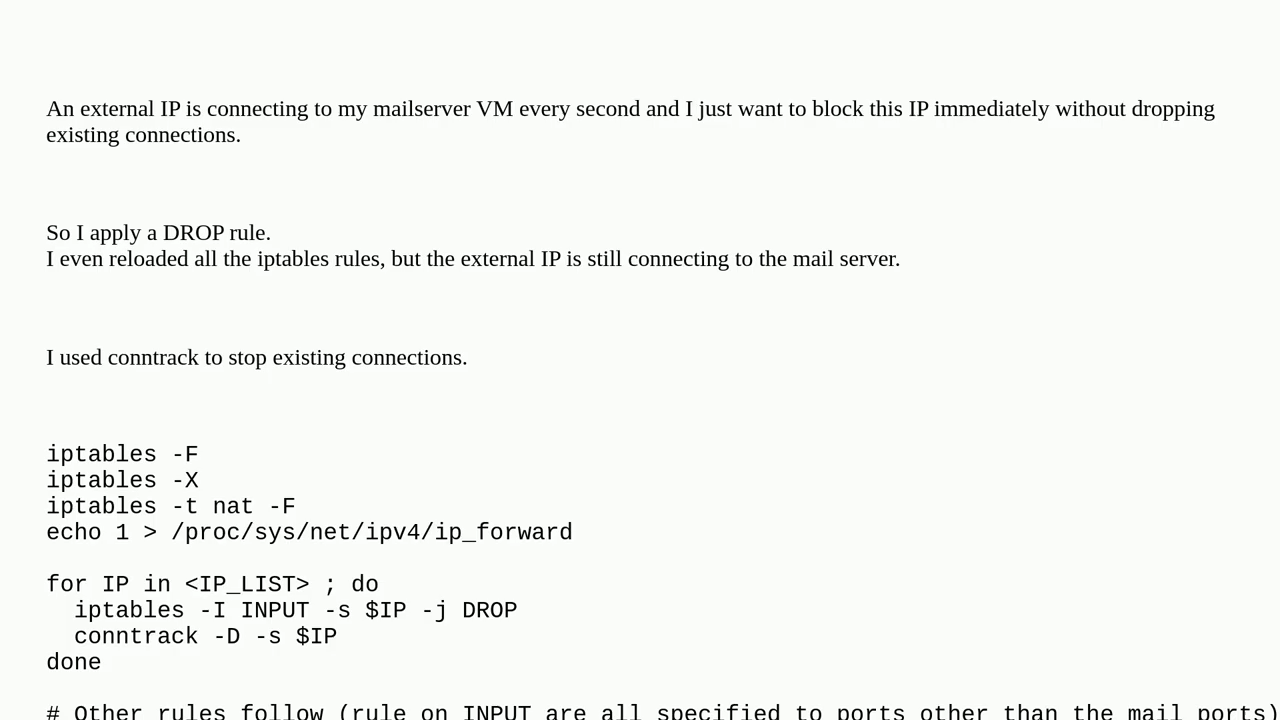 An external IP is connecting to my mailserver VM every second and I just want to block this IP immediately without dropping
existing connections.
So I apply a DROP rule.
I even reloaded all the iptables rules, but the external IP is still connecting to the mail server.
I used conntrack to stop existing connections.
iptables -F
iptables -X
iptables -t nat -F
echo 1 > /proc/sys/net/ipv4/ip_forward
for IP in <IP_LIST> ; do
  iptables -I INPUT -s $IP -j DROP
  conntrack -D -s $IP
done
# Other rules follow (rule on INPUT are all specified to ports other than the mail ports)